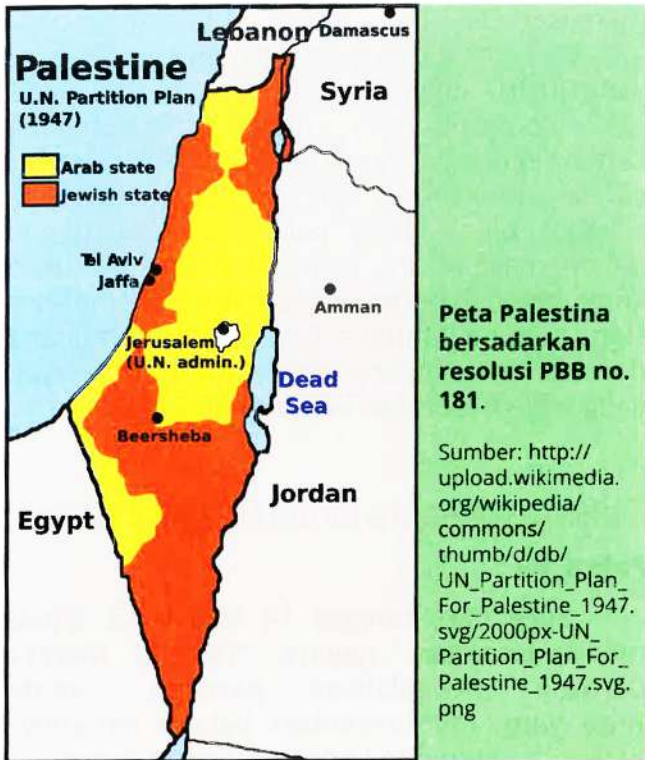 Lebanon Damascus
Palestine
U.N. Partition Plan
(1947)
Syria
Arab state
Jewish state
Tel Aviv
Jaffa
Amman
Jerusalem
(U.N. admin.)
Dead
Sea
Beersheba
Egypt
Jordan
Peta Palestina
bersadarkan
resolusi PBB no.
181.
Sumber: http://
upload.wikimedia.
org/wikipedia/
commons/
thumb/d/db/
UN_Partition_Plan_
For_Palestine_1947.
svg/2000px-UN_
Partition_Plan_For_
Palestine_1947.svg.
png